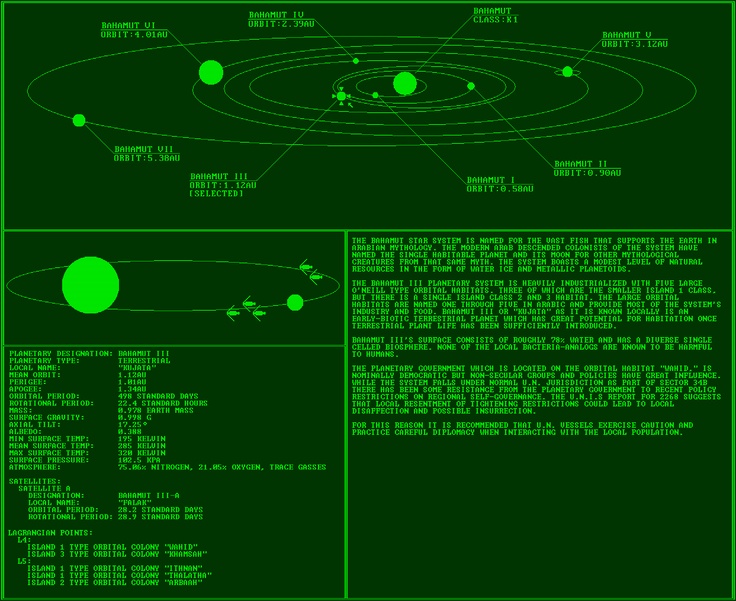 BAHAMUT IV
ORBIT:2.39AU
BAHAMUT
CLASS:K1
BAHAMUT VI
ORBIT:4.01AU
BAHAMUT V
ORBIT:3.12AU
BAHAMUT VII
ORBIT:5.38AU
BAHAMUT III
ORBIT:1.12AU
[SELECTED]
BAHAMUT I
ORBIT:0.58AU
BAHAMUT II
ORBIT:0.90AU
PLANETARY DESIGNATION: BAHAMUT III
PLANETARY TYPE: TERRESTRIAL
LOCAL NAME: "KUJATA"
MEAN ORBIT: 1.12AU
PERIGEE: 1.01AU
APOGEE: 1.34AU
ORBITAL PERIOD: 498 STANDARD DAYS
ROTATIONAL PERIOD: 22.4 STANDARD HOURS
MASS: 0.970 EARTH MASS
SURFACE GRAVITY: 0.998 G
AXIAL TILT: 17.25°
ALBEDO: 0.388
MIN SURFACE TEMP: 195 KELVIN
MEAN SURFACE TEMP: 285 KELVIN
MAX SURFACE TEMP: 320 KELVIN
SURFACE PRESSURE: 102.5 KPA
ATMOSPHERE: 75.06% NITROGEN, 21.05% OXYGEN, TRACE GASSES
SATELLITES:
SATELLITE A
DESIGNATION: BAHAMUT III-A
LOCAL NAME: "FALAK"
ORBITAL PERIOD: 28.2 STANDARD DAYS
ROTATIONAL PERIOD: 28.9 STANDARD DAYS
LAGRANGIAN POINTS:
L4:
ISLAND 1 TYPE ORBITAL COLONY "WAHID"
ISLAND 3 TYPE ORBITAL COLONY "KHAMSAH"
L5:
ISLAND 1 TYPE ORBITAL COLONY "ITHNAN"
ISLAND 1 TYPE ORBITAL COLONY "THALATHA"
ISLAND 2 TYPE ORBITAL COLONY "ARBAAH"
THE BAHAMUT STAR SYSTEM IS NAMED FOR THE VAST FISH THAT SUPPORTS THE EARTH IN
ARABIAN MYTHOLOGY. THE MODERN ARAB DESCENDED COLONISTS OF THE SYSTEM HAVE
NAMED THE SINGLE HABITABLE PLANET AND ITS MOON FOR OTHER MYTHOLOGICAL
CREATURES FROM THAT SAME MYTH. THE SYSTEM BOASTS A MODEST LEVEL OF NATURAL
RESOURCES IN THE FORM OF WATER ICE AND METALLIC PLANETOIDS.
THE BAHAMUT III PLANETARY SYSTEM IS HEAVILY INDUSTRIALIZED WITH FIVE LARGE
O'NEILL TYPE ORBITAL HABITATS, THREE OF WHICH ARE THE SMALLER ISLAND 1 CLASS,
BUT THERE IS A SINGLE ISLAND CLASS 2 AND 3 HABITAT. THE LARGE ORBITAL
HABITATS ARE NAMED ONE THROUGH FIVE IN ARABIC AND PROVIDE MOST OF THE SYSTEM'S
INDUSTRY AND FOOD. BAHAMUT III OR "KUJATA" AS IT IS KNOWN LOCALLY IS AN
EARLY-BIOTIC TERRESTRIAL PLANET WHICH HAS GREAT POTENTIAL FOR HABITATION ONCE
TERRESTRIAL PLANT LIFE HAS BEEN SUFFICIENTLY INTRODUCED.
BAHAMUT III'S SURFACE CONSISTS OF ROUGHLY 78% WATER AND HAS A DIVERSE SINGLE
CELLED BIOSPHERE. NONE OF THE LOCAL BACTERIA-ANALOGS ARE KNOWN TO BE HARMFUL
TO HUMANS.
THE PLANETARY GOVERNMENT WHICH IS LOCATED ON THE ORBITAL HABITAT "WAHID," IS
NOMINALLY DEMOCRATIC BUT NON-SECULAR GROUPS AND POLICIES HAVE GREAT INFLUENCE.
WHILE THE SYSTEM FALLS UNDER NORMAL U.N. JURISDICTION AS PART OF SECTOR 34B
THERE HAS BEEN SOME RESISTANCE FROM THE PLANETARY GOVERNMENT TO RECENT POLICY
RESTRICTIONS ON REGIONAL SELF-GOVERNANCE. THE U.N.I.S REPORT FOR 2268 SUGGESTS
THAT LOCAL RESENTMENT OF TIGHTENING RESTRICTIONS COULD LEAD TO LOCAL
DISAFFECTION AND POSSIBLE INSURRECTION.
FOR THIS REASON IT IS RECOMMENDED THAT U.N. VESSELS EXERCISE CAUTION AND
PRACTICE CAREFUL DIPLOMACY WHEN INTERACTING WITH THE LOCAL POPULATION.